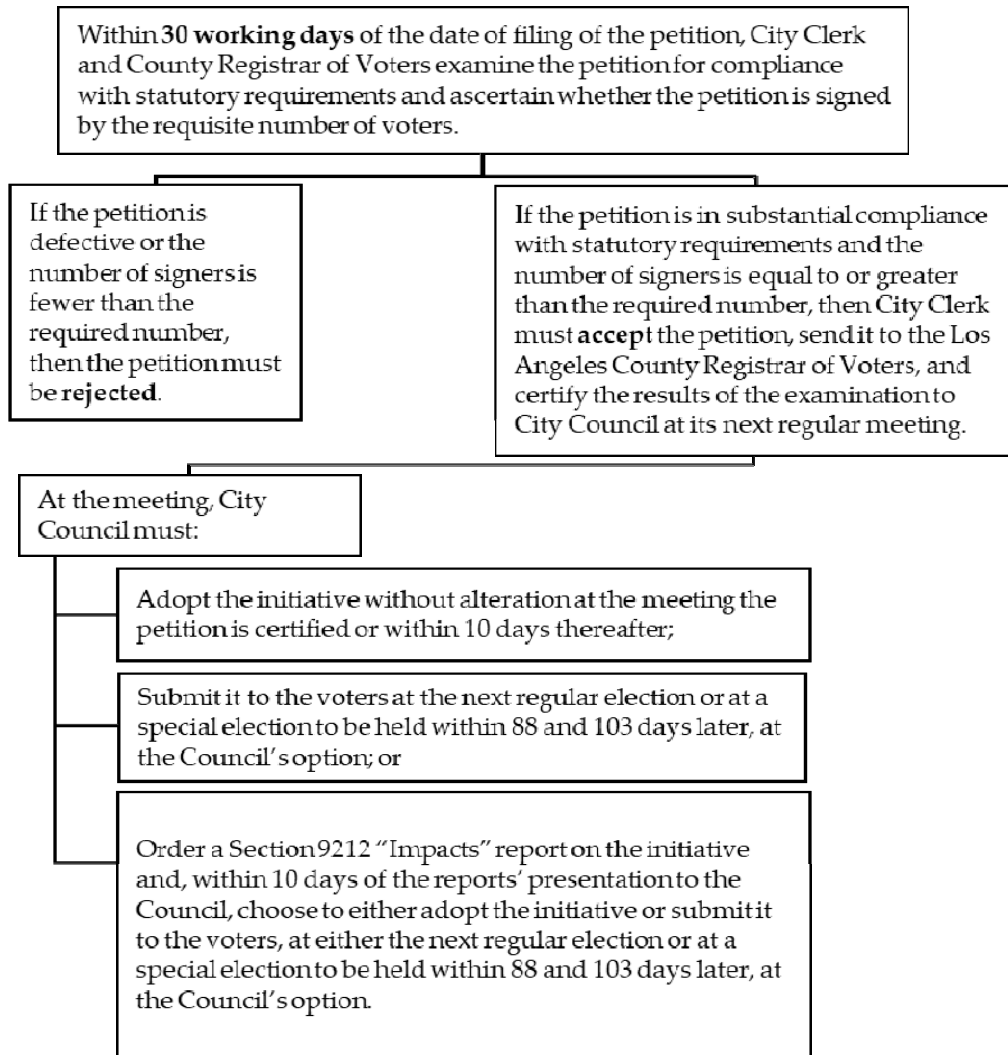 Within 30 working days of the date of filing of the petition, City Clerk
and County Registrar of Voters examine the petition for compliance
with statutory requirements and ascertain whether the petition is signed
by the requisite number of voters.
If the petition is
defective or the
number of signers is
fewer than the
required number,
then the petition must
be rejected.
If the petition is in substantial compliance
with statutory requirements and the
number of signers is equal to or greater
than the required number, then City Clerk
must accept the petition, send it to the Los
Angeles County Registrar of Voters, and
certify the results of the examination to
City Council at its next regular meeting.
At the meeting, City
Council must:
Adopt the initiative without alteration at the meeting the
petition is certified or within 10 days thereafter;
Submit it to the voters at the next regular election or at a
special election to be held within 88 and 103 days later, at
the Council's option; or
Order a Section 9212 "Impacts" report on the initiative
and, within 10 days of the reports' presentation to the
Council, choose to either adopt the initiative or submit it
to the voters, at either the next regular election or at a
special election to be held within 88 and 103 days later, at
the Council's option.